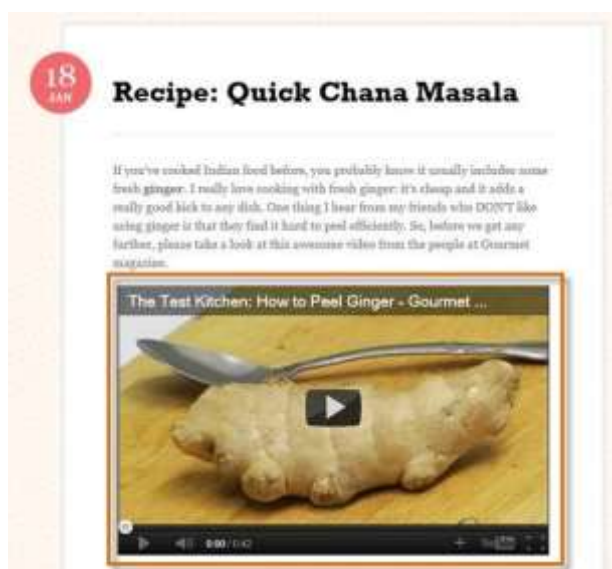 18
JAN
Recipe: Quick Chana Masala
If you've cooked Indian food before, you probably know it usually includes some
fresh ginger. I really love cooking with fresh ginger: it's cheap and it adds a
really good kick to any dish. One thing I hear from my friends who DON'T like
using ginger is that they find it hard to peel efficiently. So, before we get any
further, please take a look at this awesome video from the people at Gourmet
magazine.
The Test Kitchen: How to Peel Ginger - Gourmet ...
0:00 / 0:42